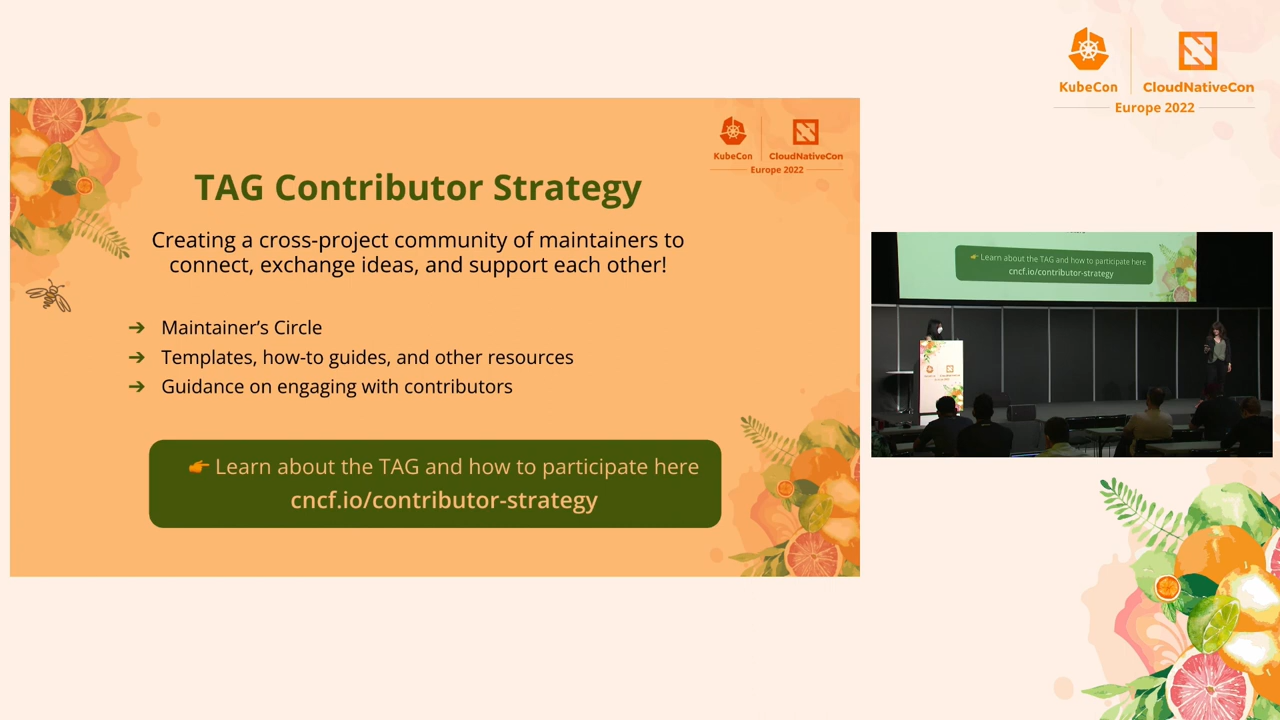 KubeCon
CloudNativeCon
Europe 2022
KubeCon
CloudNativeCon
Europe 2022
TAG Contributor Strategy
Creating a cross-project community of maintainers to
connect, exchange ideas, and support each other!
➔ Maintainer's Circle
➔ Templates, how-to guides, and other resources
➔ Guidance on engaging with contributors
👉 Learn about the TAG and how to participate here
cncf.io/contributor-strategy
👉 Learn about the TAG and how to participate here
cncf.io/contributor-strategy